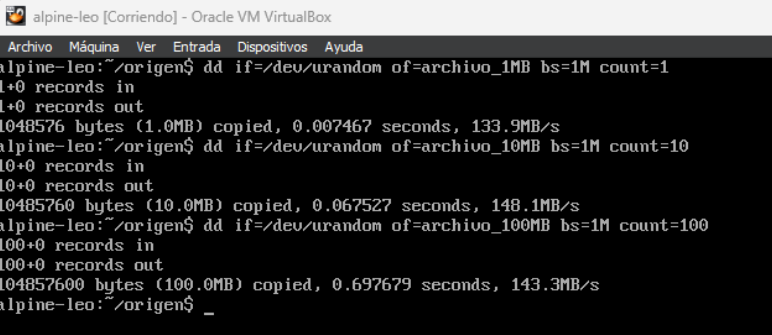 alpine-leo [Corriendo] - Oracle VM VirtualBox
Archivo Máquina Ver Entrada Dispositivos Ayuda
alpine-leo:~/origen$ dd if=/dev/urandom of=archivo_1MB bs=1M count=1
1+0 records in
1+0 records out
1048576 bytes (1.0MB) copied, 0.007467 seconds, 133.9MB/s
alpine-leo:~/origen$ dd if=/dev/urandom of=archivo_10MB bs=1M count=10
10+0 records in
10+0 records out
10485760 bytes (10.0MB) copied, 0.067527 seconds, 148.1MB/s
alpine-leo:~/origen$ dd if=/dev/urandom of=archivo_100MB bs=1M count=100
100+0 records in
100+0 records out
104857600 bytes (100.0MB) copied, 0.697679 seconds, 143.3MB/s
alpine-leo:~/origen$ _